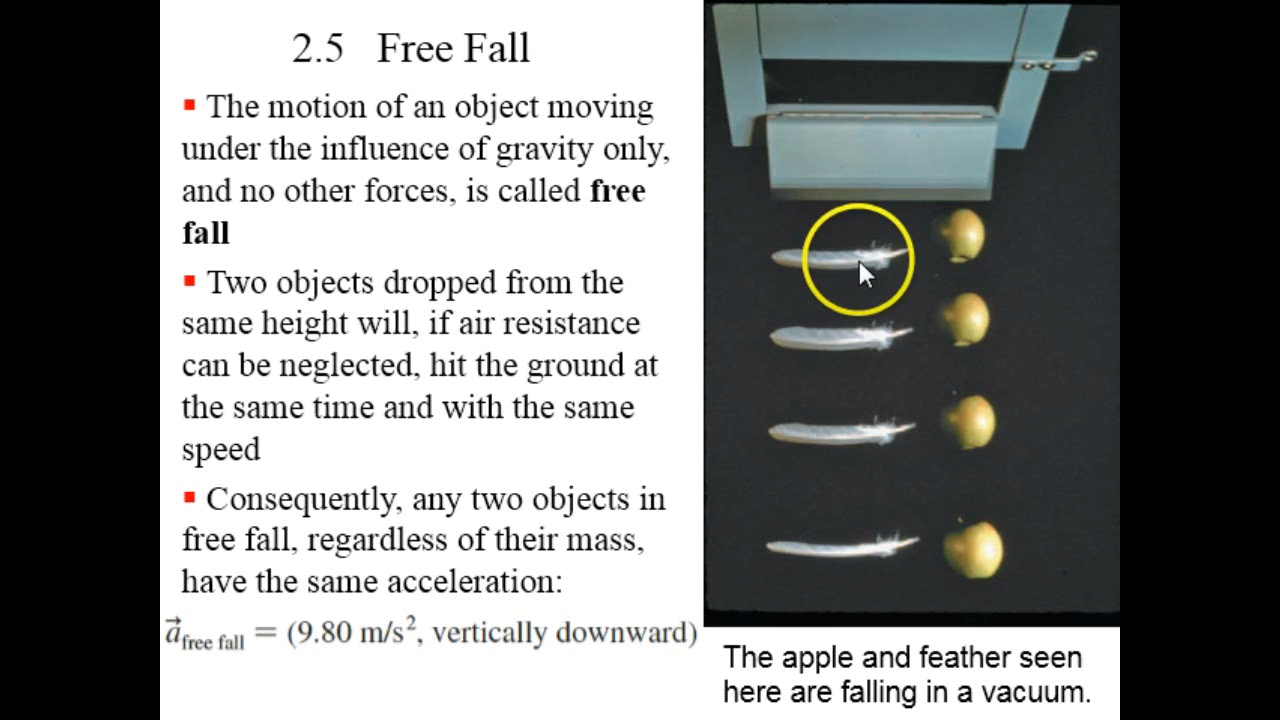 2.5 Free Fall
▪ The motion of an object moving
under the influence of gravity only,
and no other forces, is called free
fall
▪ Two objects dropped from the
same height will, if air resistance
can be neglected, hit the ground at
the same time and with the same
speed
▪ Consequently, any two objects in
free fall, regardless of their mass,
have the same acceleration:
a⃗ free fall = (9.80 m/s², vertically downward)
The apple and feather seen
here are falling in a vacuum.